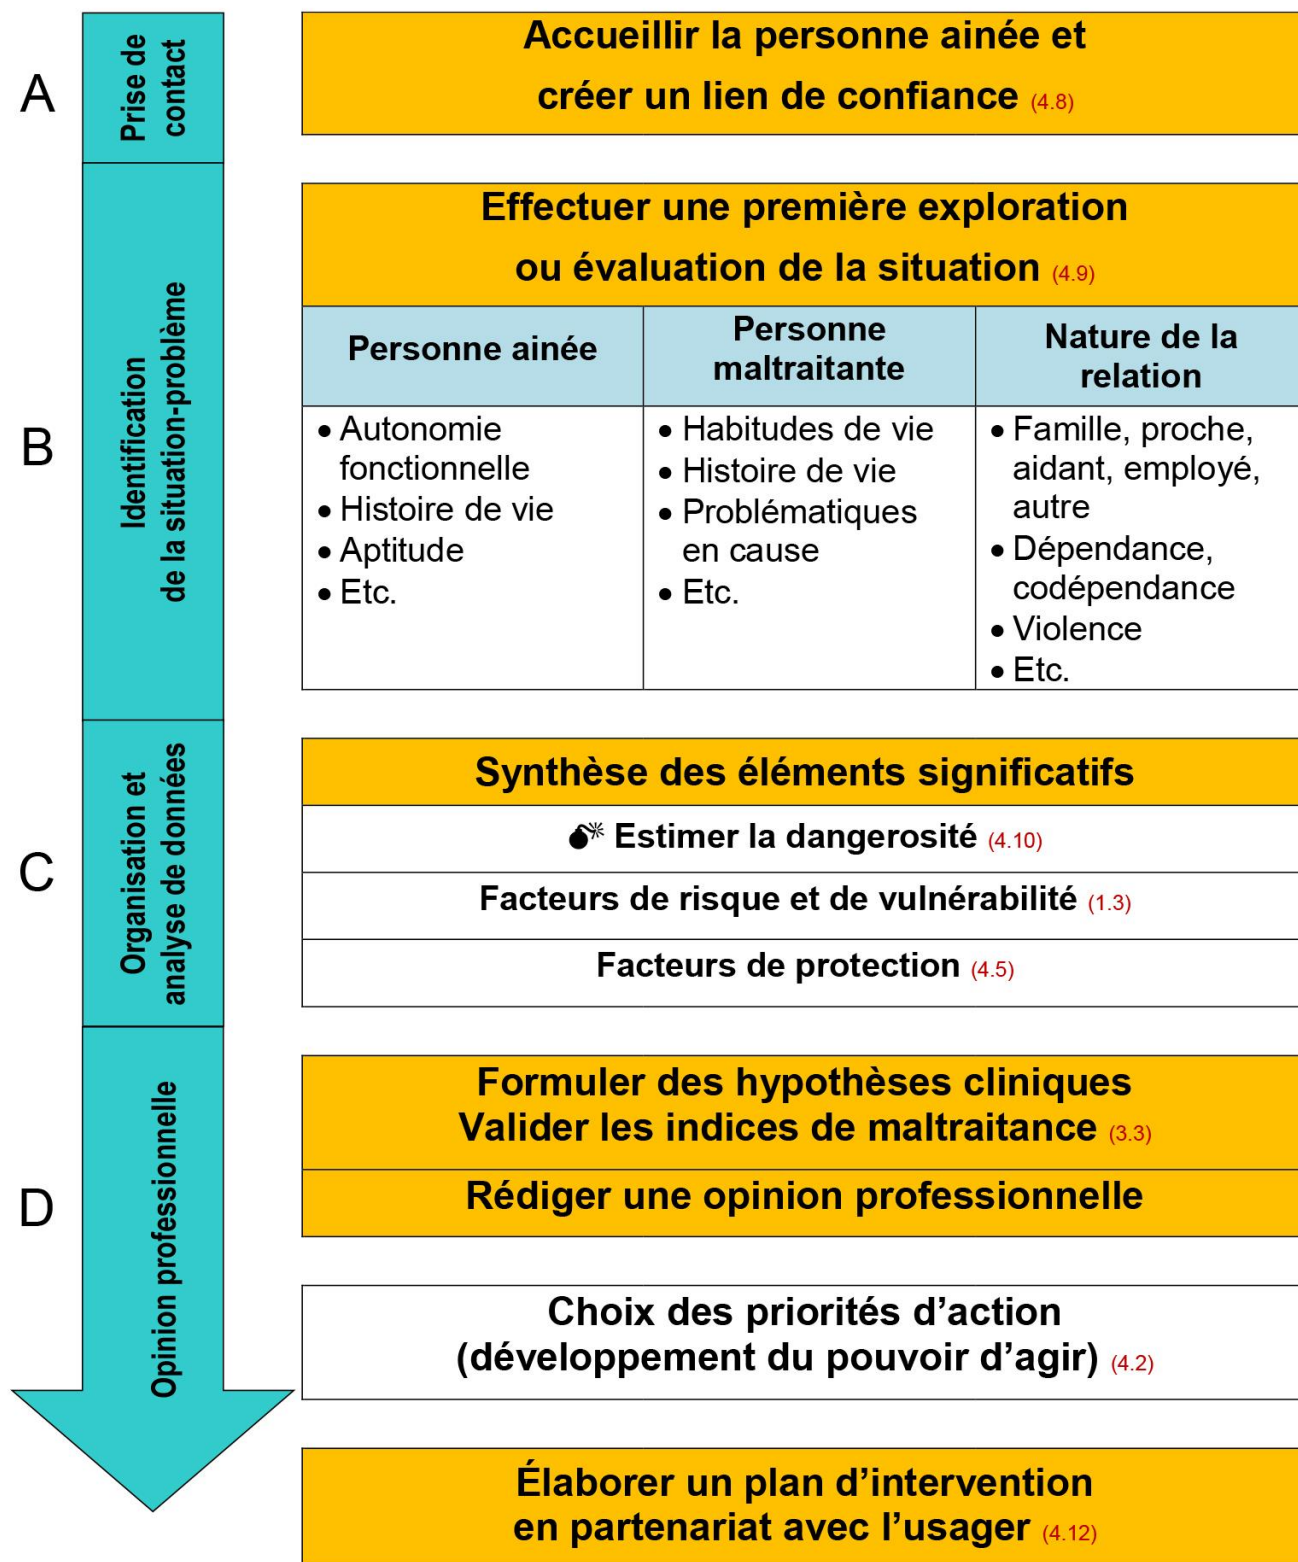 A
Prise de
contact
Accueillir la personne ainée et
créer un lien de confiance (4.8)
B
Identification
de la situation-problème
Effectuer une première exploration
ou évaluation de la situation (4.9)
Personne ainée
Personne
maltraitante
Nature de la
relation
• Autonomie
fonctionnelle
• Histoire de vie
• Aptitude
• Etc.
• Habitudes de vie
• Histoire de vie
• Problématiques
en cause
• Etc.
• Famille, proche,
aidant, employé,
autre
• Dépendance,
codépendance
• Violence
• Etc.
C
Organisation et
analyse de données
Synthèse des éléments significatifs
Estimer la dangerosité (4.10)
Facteurs de risque et de vulnérabilité (1.3)
Facteurs de protection (4.5)
D
Opinion professionnelle
Formuler des hypothèses cliniques
Valider les indices de maltraitance (3.3)
Rédiger une opinion professionnelle
Choix des priorités d’action
(développement du pouvoir d’agir) (4.2)
Élaborer un plan d’intervention
en partenariat avec l’usager (4.12)